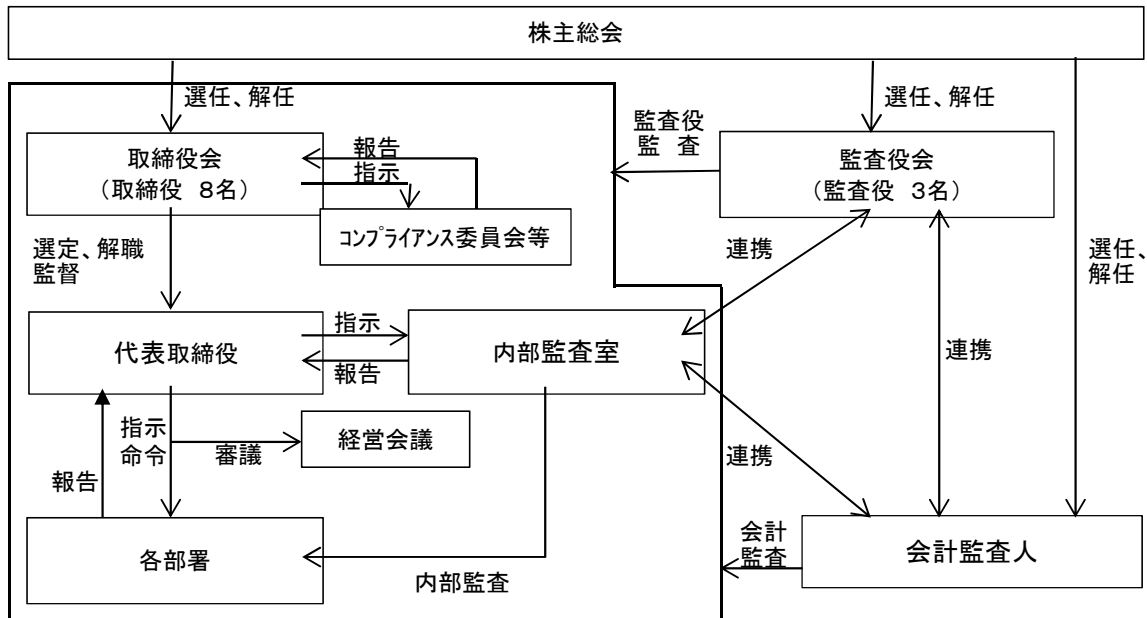 株主総会
選任、解任
選任、解任
監査役
監 査
取締役会
（取締役 8名）
報告
指示
監査役会
（監査役 3名）
コンプライアンス委員会等
選定、解職
監督
連携
選任、
解任
代表取締役
指示
報告
内部監査室
連携
指示
命令
審議
経営会議
連携
報告
各部署
内部監査
会計
監査
会計監査人